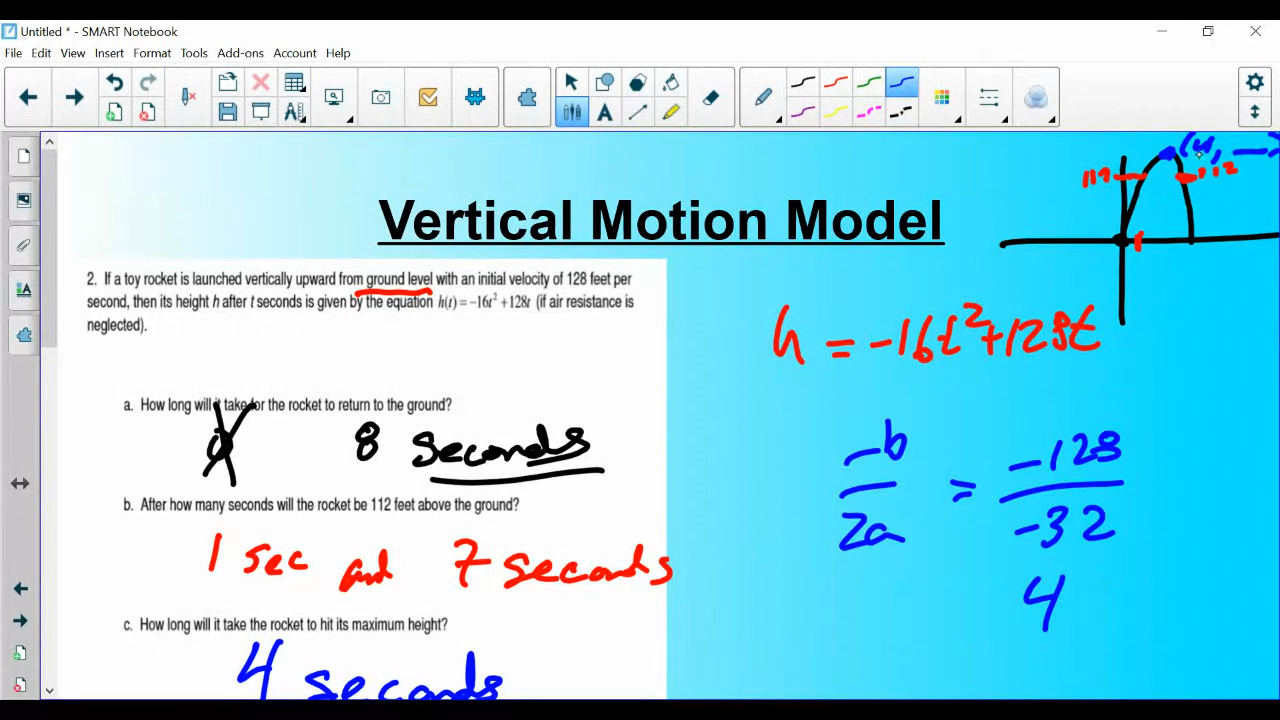 Untitled * - SMART Notebook
File Edit View Insert Format Tools Add-ons Account Help
(4,
112 112
1
Vertical Motion Model
2. If a toy rocket is launched vertically upward from ground level with an initial velocity of 128 feet per
second, then its height h after t seconds is given by the equation h(t) = −16t² +128t (if air resistance is
neglected).
h = -16t²+128t
a. How long will it take for the rocket to return to the ground?
0 8 seconds
-b/2a = -128/-32
b. After how many seconds will the rocket be 112 feet above the ground?
1 sec and 7 seconds
4
c. How long will it take the rocket to hit its maximum height?
4 seconds